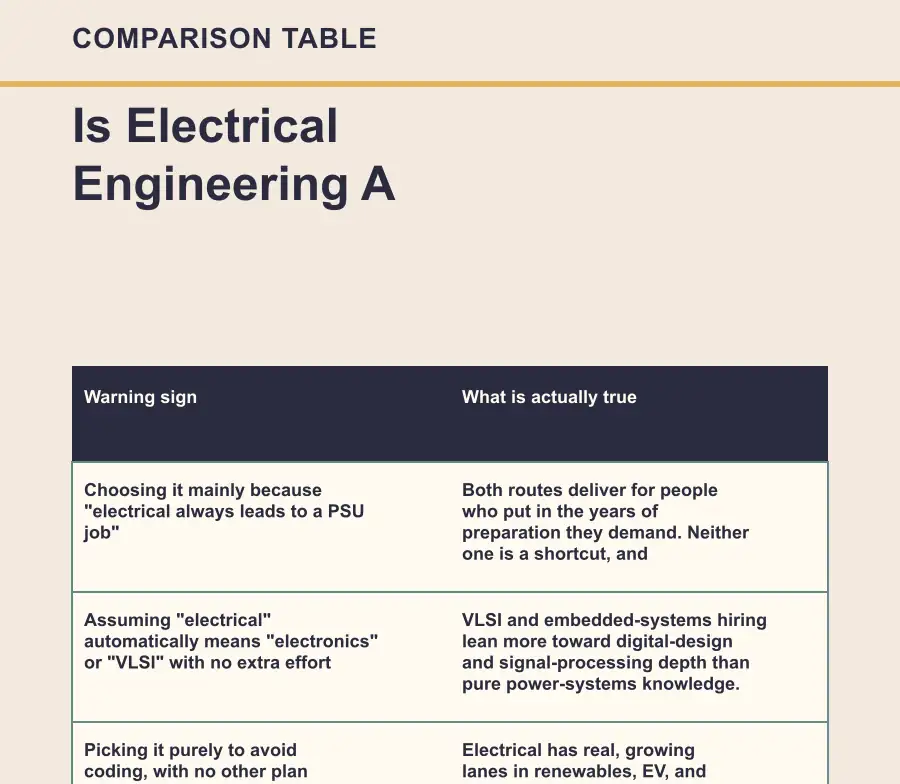 COMPARISON TABLE
Is Electrical
Engineering A
Warning sign
What is actually true
Choosing it mainly because
"electrical always leads to a PSU
job"
Both routes deliver for people
who put in the years of
preparation they demand. Neither
one is a shortcut, and
Assuming "electrical"
automatically means "electronics"
or "VLSI" with no extra effort
VLSI and embedded-systems hiring
lean more toward digital-design
and signal-processing depth than
pure power-systems knowledge.
Picking it purely to avoid
coding, with no other plan
Electrical has real, growing
lanes in renewables, EV, and